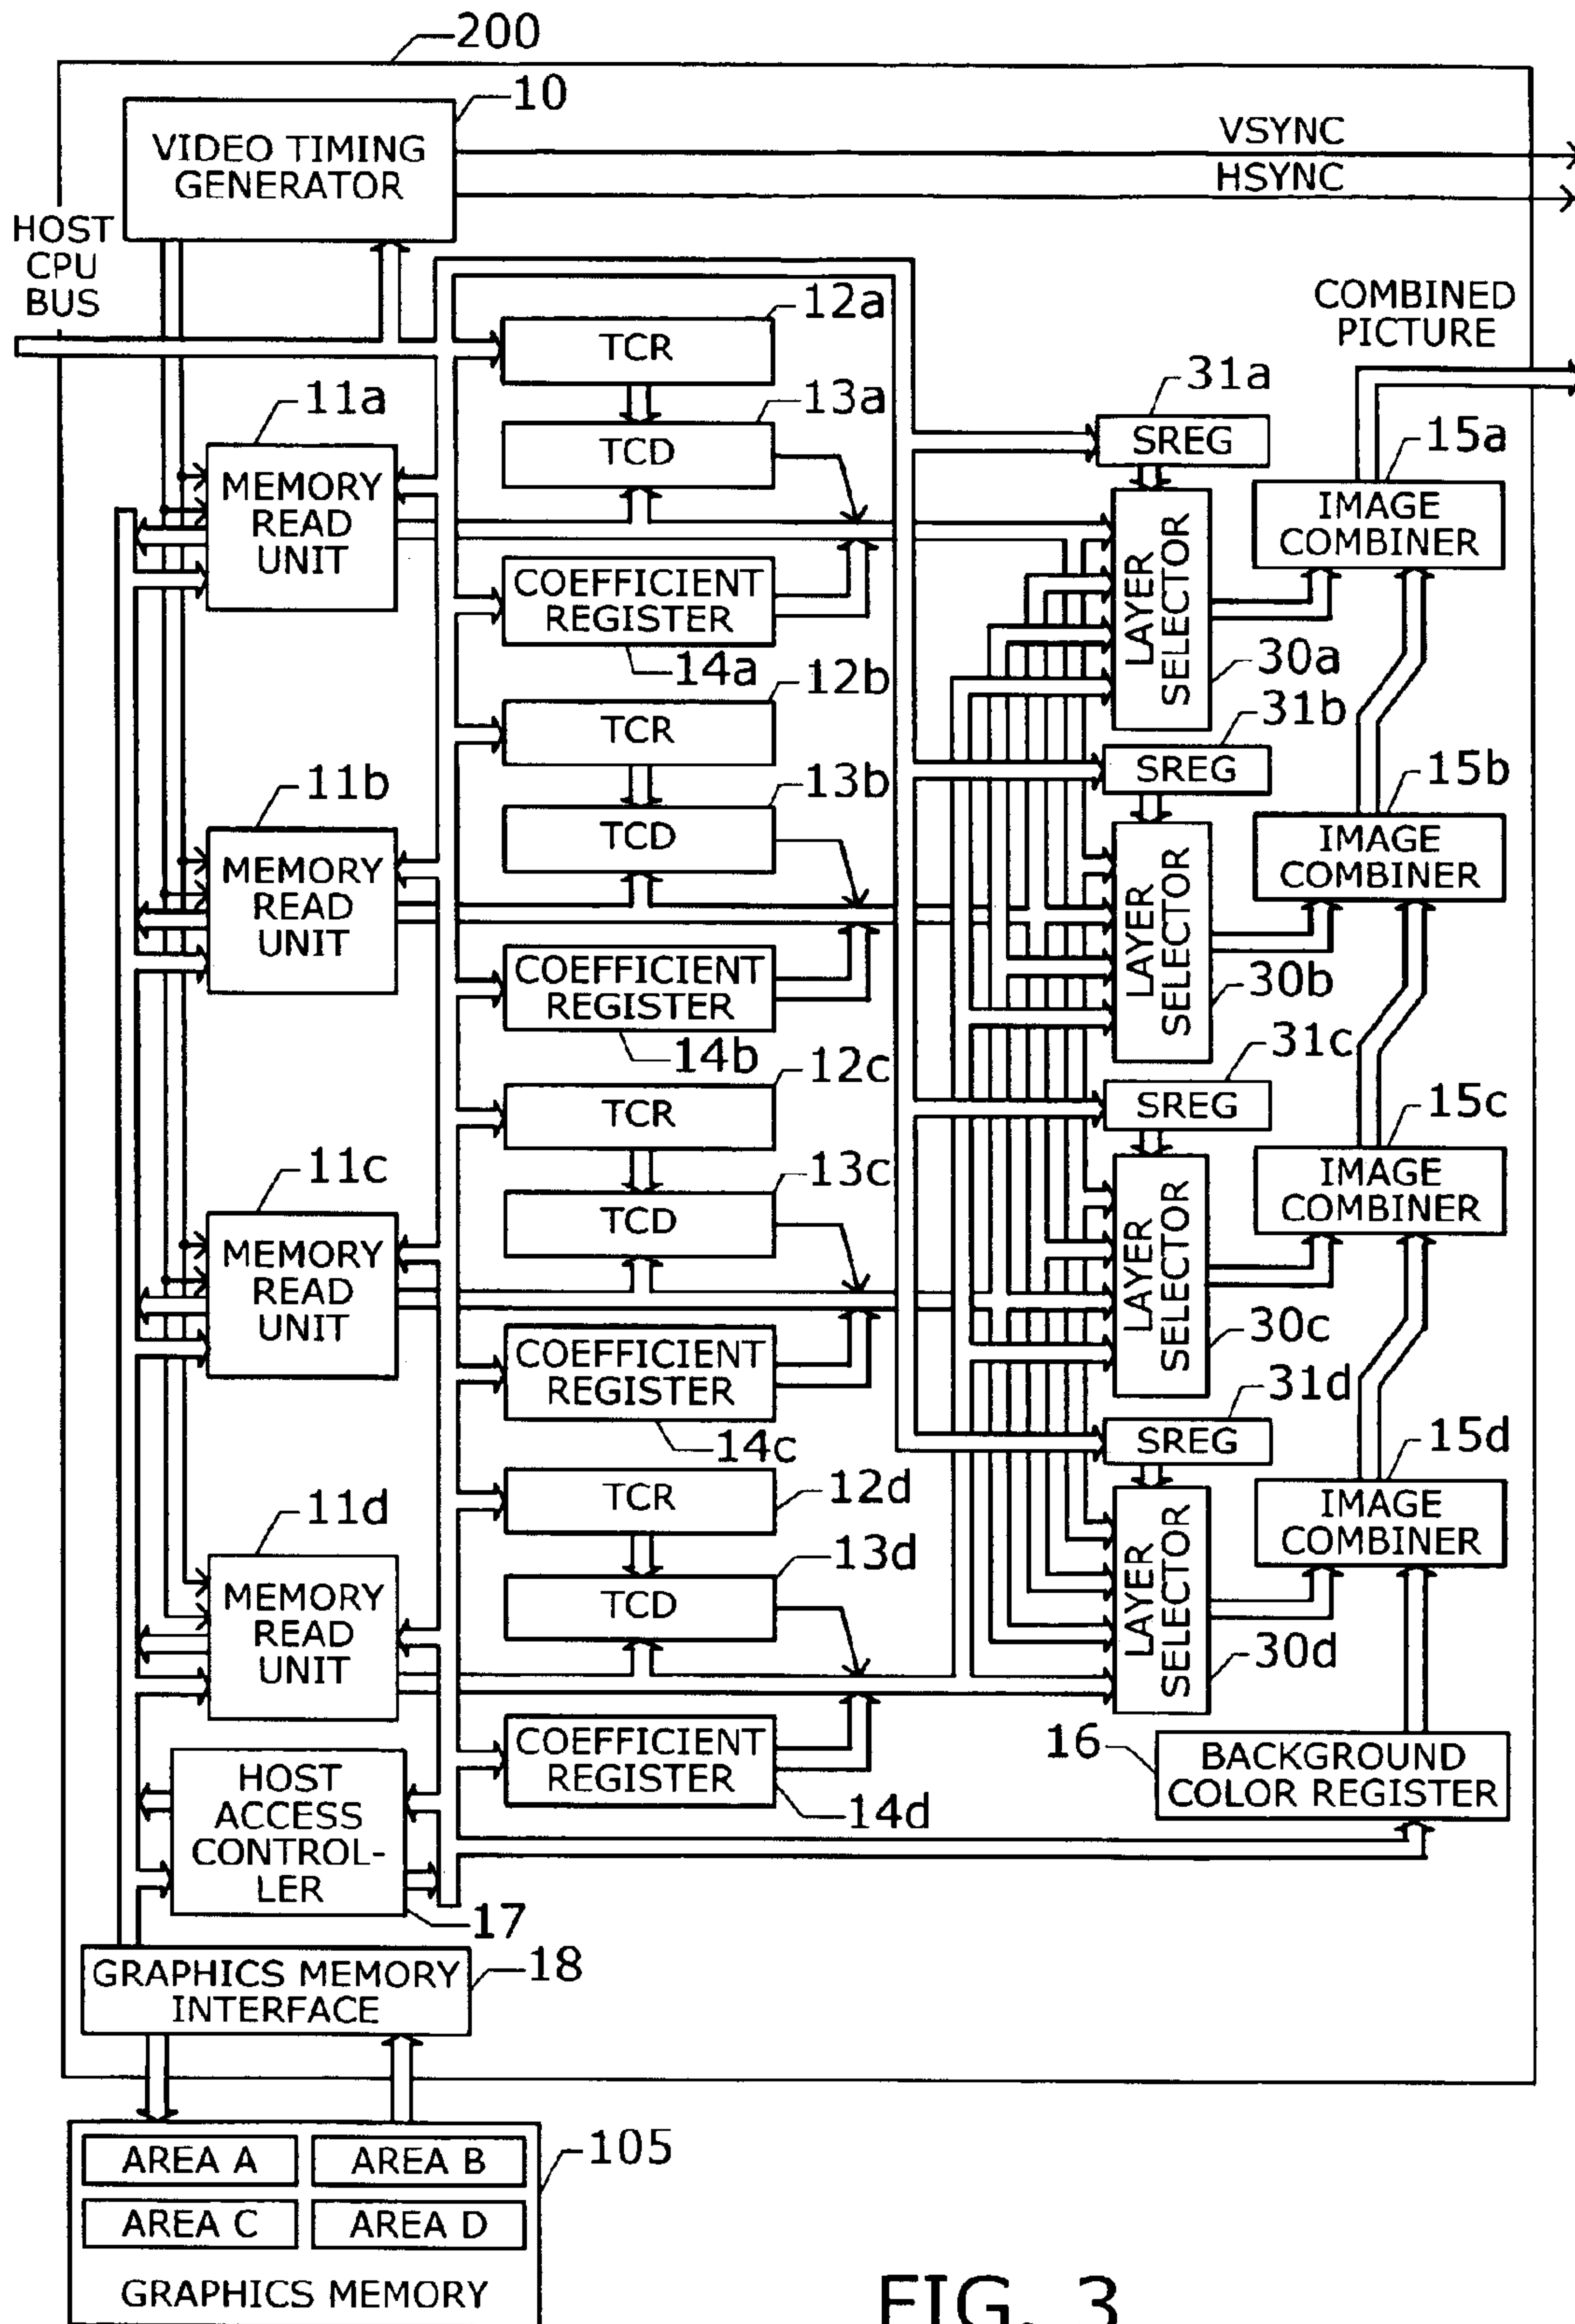 200
10
VIDEO TIMING
GENERATOR
VSYNC
HSYNC
HOST
CPU
BUS
COMBINED
PICTURE
12a
TCR
13a
TCD
31a
SREG
11a
MEMORY
READ
UNIT
15a
IMAGE
COMBINER
LAYER
SELECTOR
COEFFICIENT
REGISTER
14a
30a
12b
TCR
31b
SREG
11b
MEMORY
READ
UNIT
13b
TCD
15b
IMAGE
COMBINER
LAYER
SELECTOR
COEFFICIENT
REGISTER
14b
30b
12c
TCR
31c
SREG
11c
MEMORY
READ
UNIT
13c
TCD
15c
IMAGE
COMBINER
LAYER
SELECTOR
COEFFICIENT
REGISTER
14c
30c
12d
TCR
31d
SREG
11d
MEMORY
READ
UNIT
13d
TCD
15d
IMAGE
COMBINER
LAYER
SELECTOR
30d
COEFFICIENT
REGISTER
14d
16
BACKGROUND
COLOR REGISTER
HOST
ACCESS
CONTROL-
LER
17
GRAPHICS MEMORY
INTERFACE
18
105
AREA A
AREA B
AREA C
AREA D
GRAPHICS MEMORY
FIG. 3